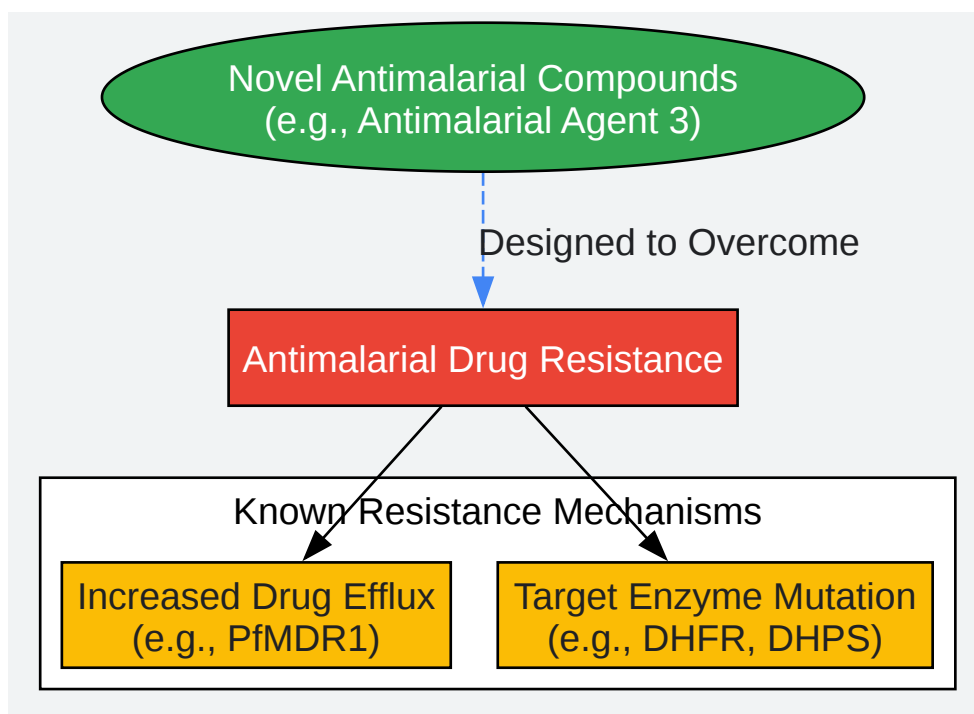 Novel Antimalarial Compounds
(e.g., Antimalarial Agent 3)
Designed to Overcome
Antimalarial Drug Resistance
Known Resistance Mechanisms
Increased Drug Efflux
(e.g., PfMDR1)
Target Enzyme Mutation
(e.g., DHFR, DHPS)